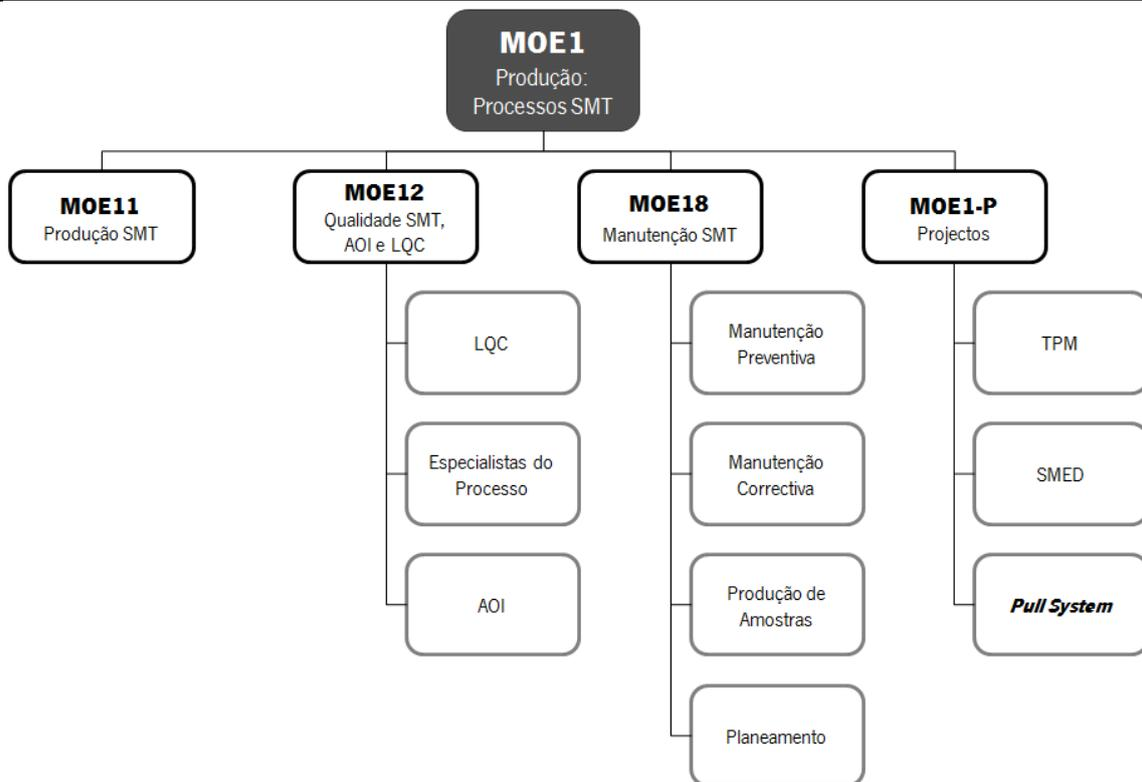 MOE1
Produção:
Processos SMT
MOE11
Produção SMT
MOE12
Qualidade SMT,
AOI e LQC
MOE18
Manutenção SMT
MOE1-P
Projectos
LQC
Especialistas do
Processo
AOI
Manutenção
Preventiva
Manutenção
Correctiva
Produção de
Amostras
Planeamento
TPM
SMED
Pull System